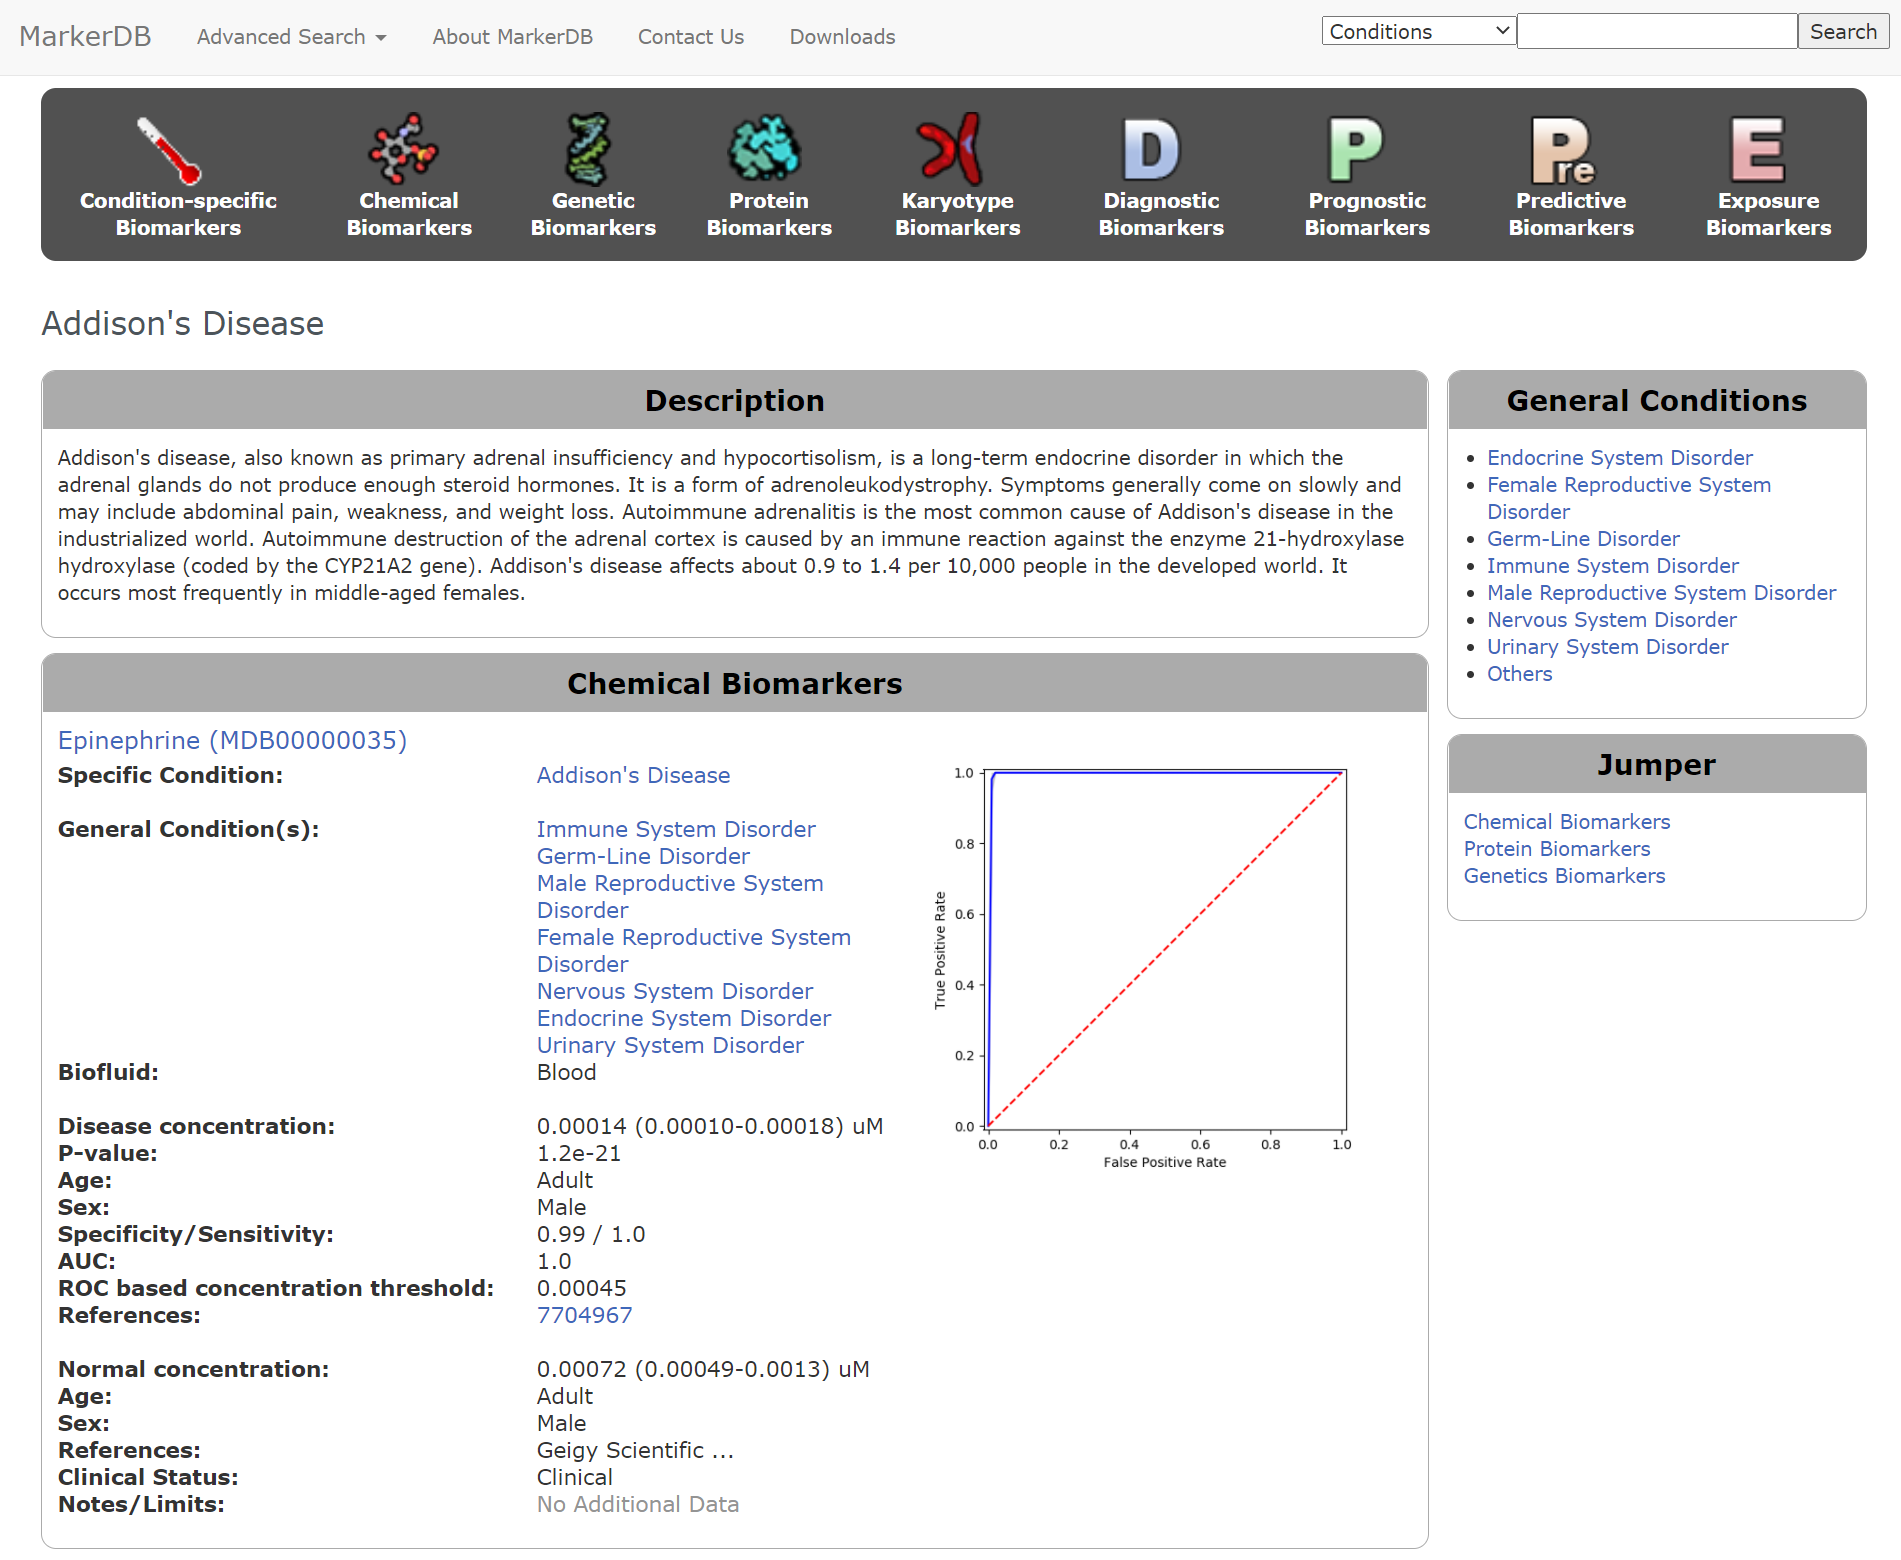 MarkerDB Advanced Search About MarkerDB Contact Us Downloads Conditions Search
Condition-specific Biomarkers
Chemical Biomarkers
Genetic Biomarkers
Protein Biomarkers
Karyotype Biomarkers
D
Diagnostic Biomarkers
P
Prognostic Biomarkers
Pre
Predictive Biomarkers
E
Exposure Biomarkers
Addison's Disease
Description
Addison's disease, also known as primary adrenal insufficiency and hypocortisolism, is a long-term endocrine disorder in which the
adrenal glands do not produce enough steroid hormones. It is a form of adrenoleukodystrophy. Symptoms generally come on slowly and
may include abdominal pain, weakness, and weight loss. Autoimmune adrenalitis is the most common cause of Addison's disease in the
industrialized world. Autoimmune destruction of the adrenal cortex is caused by an immune reaction against the enzyme 21-hydroxylase
hydroxylase (coded by the CYP21A2 gene). Addison's disease affects about 0.9 to 1.4 per 10,000 people in the developed world. It
occurs most frequently in middle-aged females.
Chemical Biomarkers
Epinephrine (MDB00000035)
Specific Condition: Addison's Disease
General Condition(s): Immune System Disorder
Germ-Line Disorder
Male Reproductive System
Disorder
Female Reproductive System
Disorder
Nervous System Disorder
Endocrine System Disorder
Urinary System Disorder
Biofluid: Blood
Disease concentration: 0.00014 (0.00010-0.00018) uM
P-value: 1.2e-21
Age: Adult
Sex: Male
Specificity/Sensitivity: 0.99 / 1.0
AUC: 1.0
ROC based concentration threshold: 0.00045
References: 7704967
Normal concentration: 0.00072 (0.00049-0.0013) uM
Age: Adult
Sex: Male
References: Geigy Scientific ...
Clinical Status: Clinical
Notes/Limits: No Additional Data
1.0
0.8
0.6
0.4
0.2
0.0
True Positive Rate
0.0 0.2 0.4 0.6 0.8 1.0
False Positive Rate
General Conditions
Endocrine System Disorder
Female Reproductive System
Disorder
Germ-Line Disorder
Immune System Disorder
Male Reproductive System Disorder
Nervous System Disorder
Urinary System Disorder
Others
Jumper
Chemical Biomarkers
Protein Biomarkers
Genetics Biomarkers